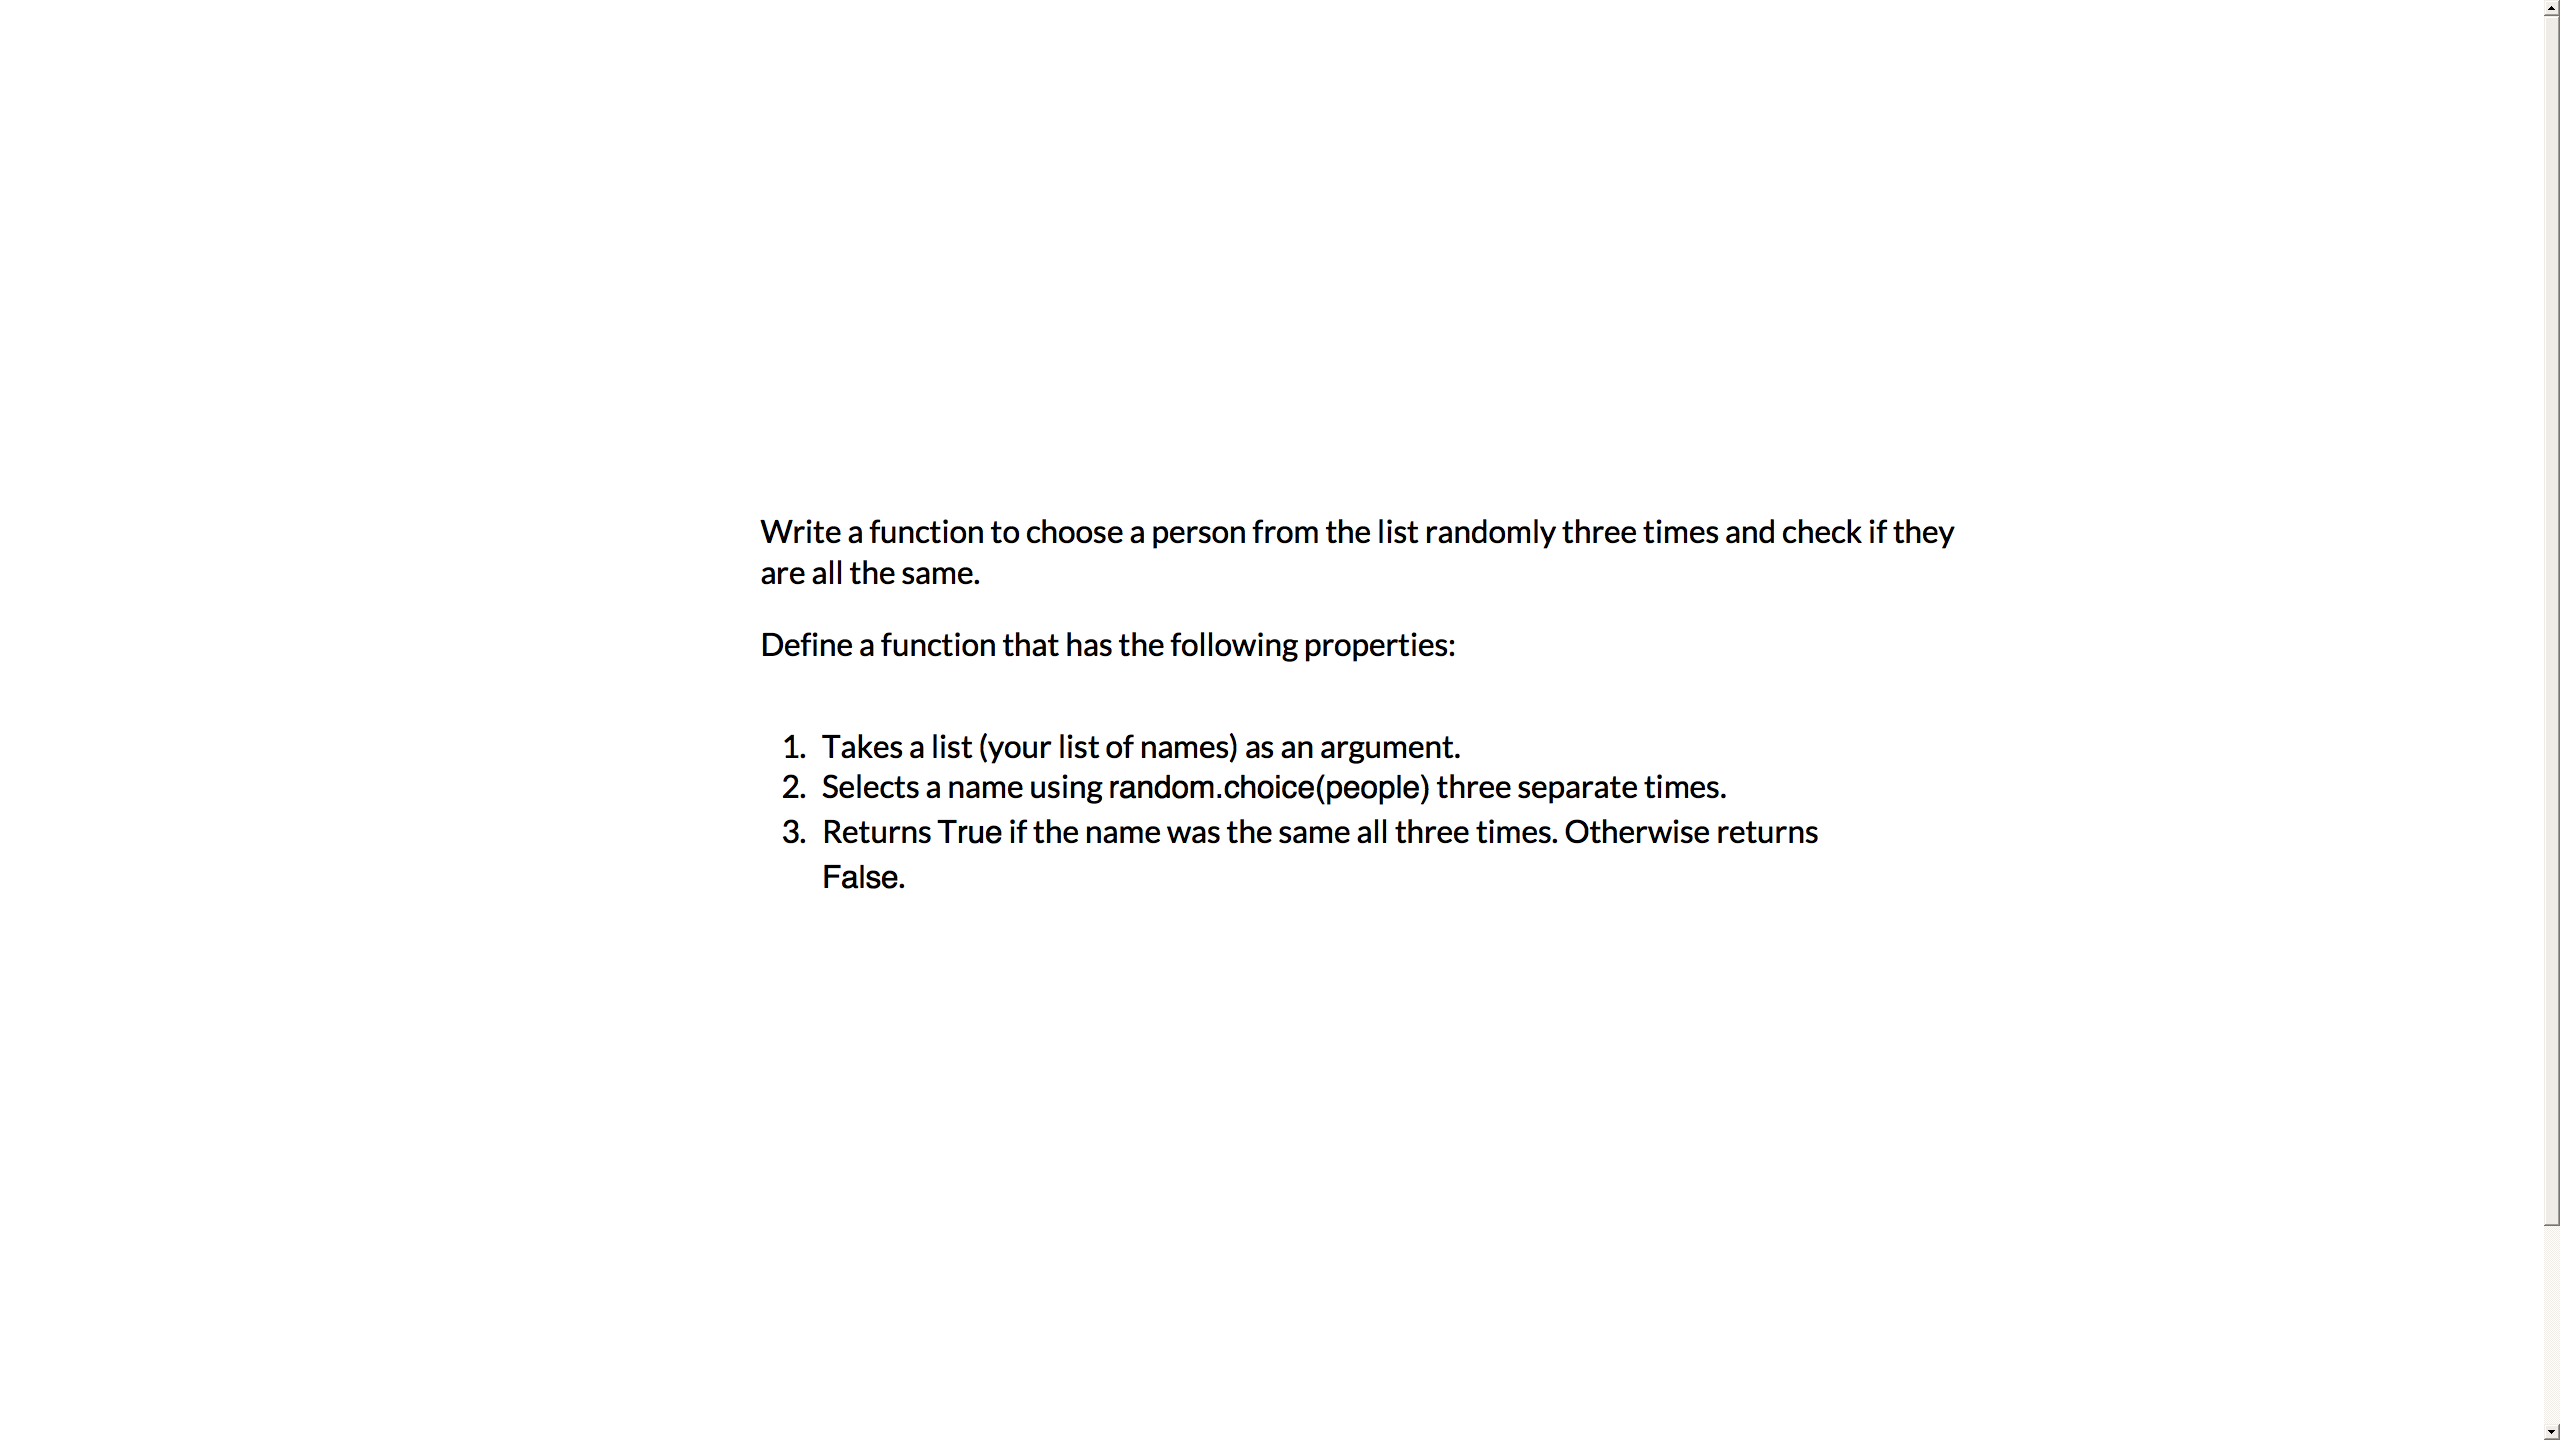 Write a function to choose a person from the list randomly three times and check if they
are all the same.
Define a function that has the following properties:
1. Takes a list (your list of names) as an argument.
2. Selects a name using random.choice(people) three separate times.
3. Returns True if the name was the same all three times. Otherwise returns
False.